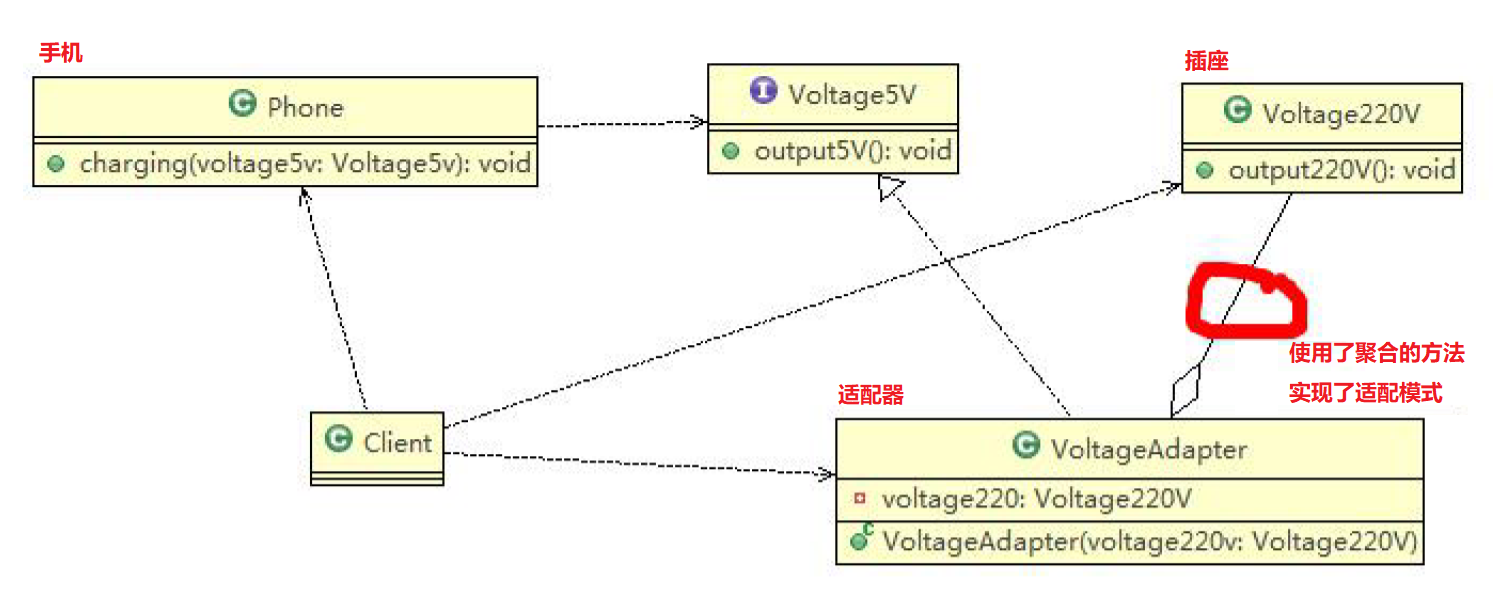 手机
C Phone
charging(voltage5v: Voltage5v): void
I Voltage5V
output5V(): void
插座
C Voltage220V
output220V(): void
使用了聚合的方法
实现了适配模式
C Client
适配器
C VoltageAdapter
voltage220: Voltage220V
C VoltageAdapter(voltage220v: Voltage220V)